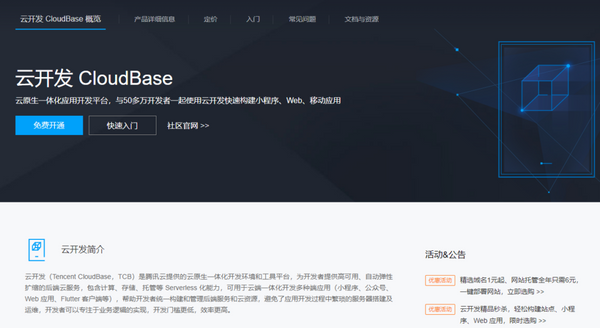 云开发 CloudBase 概览 产品详细信息 定价 入门 常见问题 文档与资源
云开发 CloudBase
云原生一体化应用开发平台，与50多万开发者一起使用云开发快速构建小程序、Web、移动应用
免费开通 快速入门 社区官网 >>
云开发简介
云开发（Tencent CloudBase，TCB）是腾讯云提供的云原生一体化开发环境和工具平台，为开发者提供高可用、自动弹性
扩缩的后端云服务，包含计算、存储、托管等 Serverless 化能力，可用于云端一体化开发多种端应用（小程序、公众号、
Web 应用、Flutter 客户端等），帮助开发者统一构建和管理后端服务和云资源，避免了应用开发过程中繁琐的服务器搭建及
运维，开发者可以专注于业务逻辑的实现，开发门槛更低，效率更高。
活动&公告
优惠活动 精选域名1元起，网站托管全年只需6元，
一键部署网站，立即选购 >>
优惠活动 云开发精品秒杀，轻松构建站点、小程
序、Web 应用，限时选购 >>